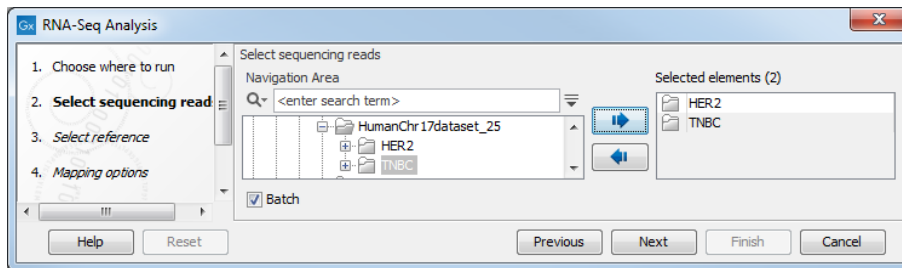 Gx RNA-Seq Analysis
1. Choose where to run
2. Select sequencing read
3. Select reference
4. Mapping options
Select sequencing reads
Navigation Area
<enter search term>
HumanChr17dataset_25
HER2
TNBC
Batch
Selected elements (2)
HER2
TNBC
Help
Reset
Previous
Next
Finish
Cancel